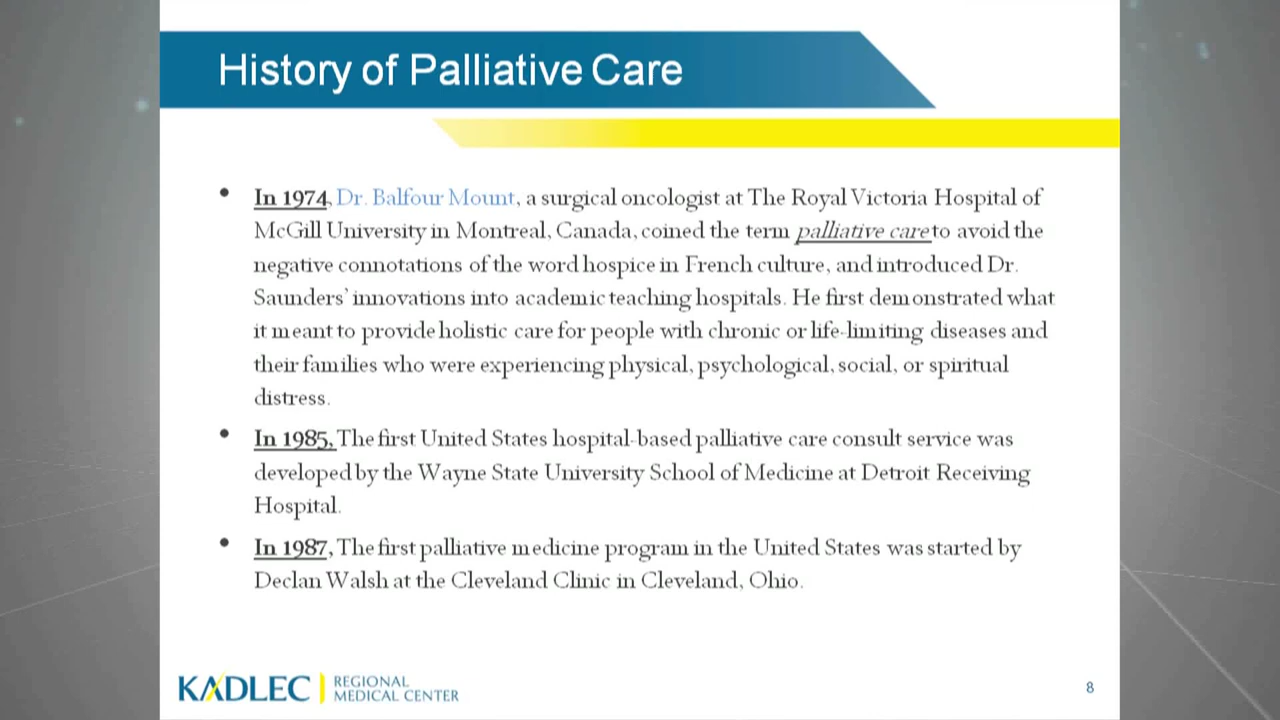 History of Palliative Care
• In 1974, Dr. Balfour Mount, a surgical oncologist at The Royal Victoria Hospital of
McGill University in Montreal, Canada, coined the term palliative care to avoid the
negative connotations of the word hospice in French culture, and introduced Dr.
Saunders' innovations into academic teaching hospitals. He first demonstrated what
it meant to provide holistic care for people with chronic or life-limiting diseases and
their families who were experiencing physical, psychological, social, or spiritual
distress.
• In 1985, The first United States hospital-based palliative care consult service was
developed by the Wayne State University School of Medicine at Detroit Receiving
Hospital.
• In 1987, The first palliative medicine program in the United States was started by
Declan Walsh at the Cleveland Clinic in Cleveland, Ohio.
KADLEC
REGIONAL
MEDICAL CENTER
8